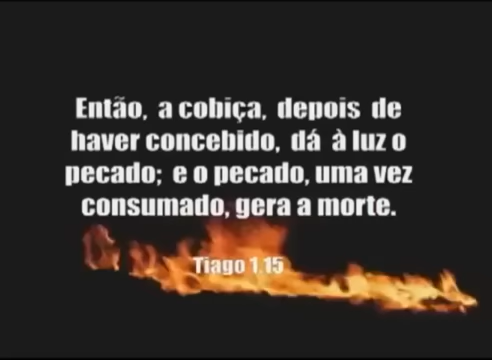 Então, a cobiça, depois de
haver concebido, dá à luz o
pecado; e o pecado, uma vez
consumado, gera a morte.
Tiago 1.15